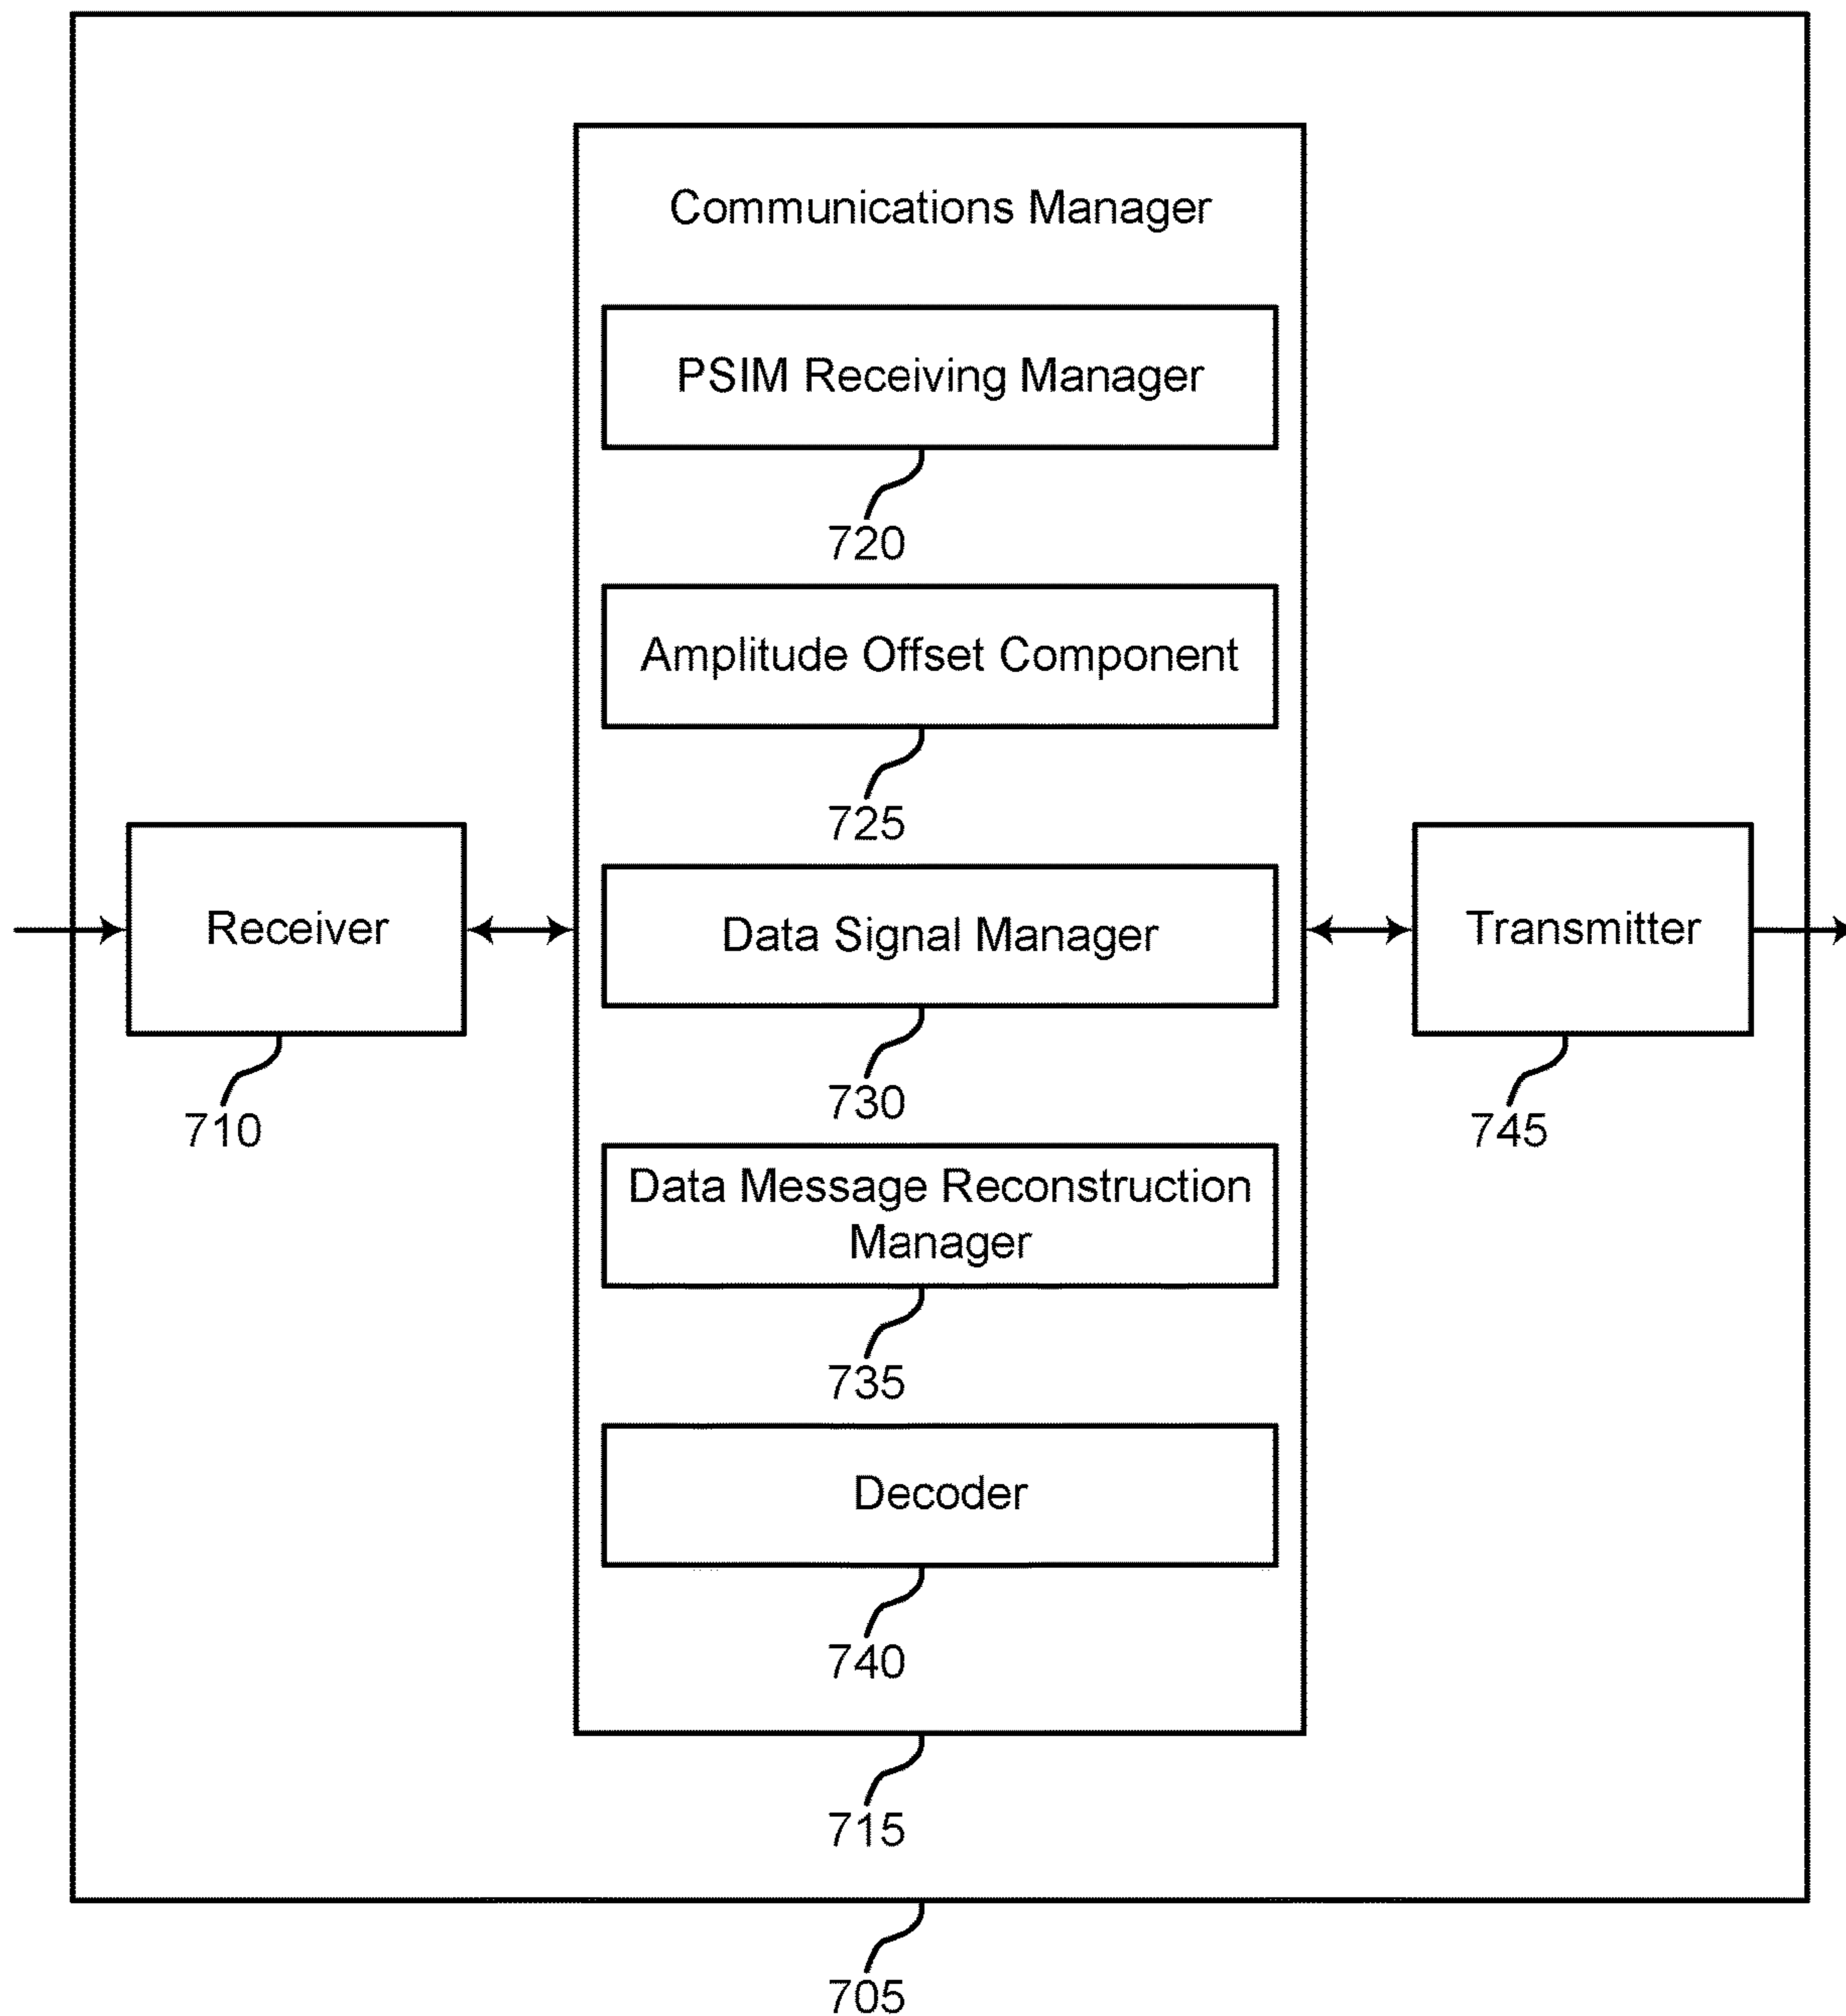 Communications Manager
PSIM Receiving Manager
720
Amplitude Offset Component
725
Receiver
710
Data Signal Manager
730
Transmitter
745
Data Message Reconstruction
Manager
735
Decoder
740
715
705